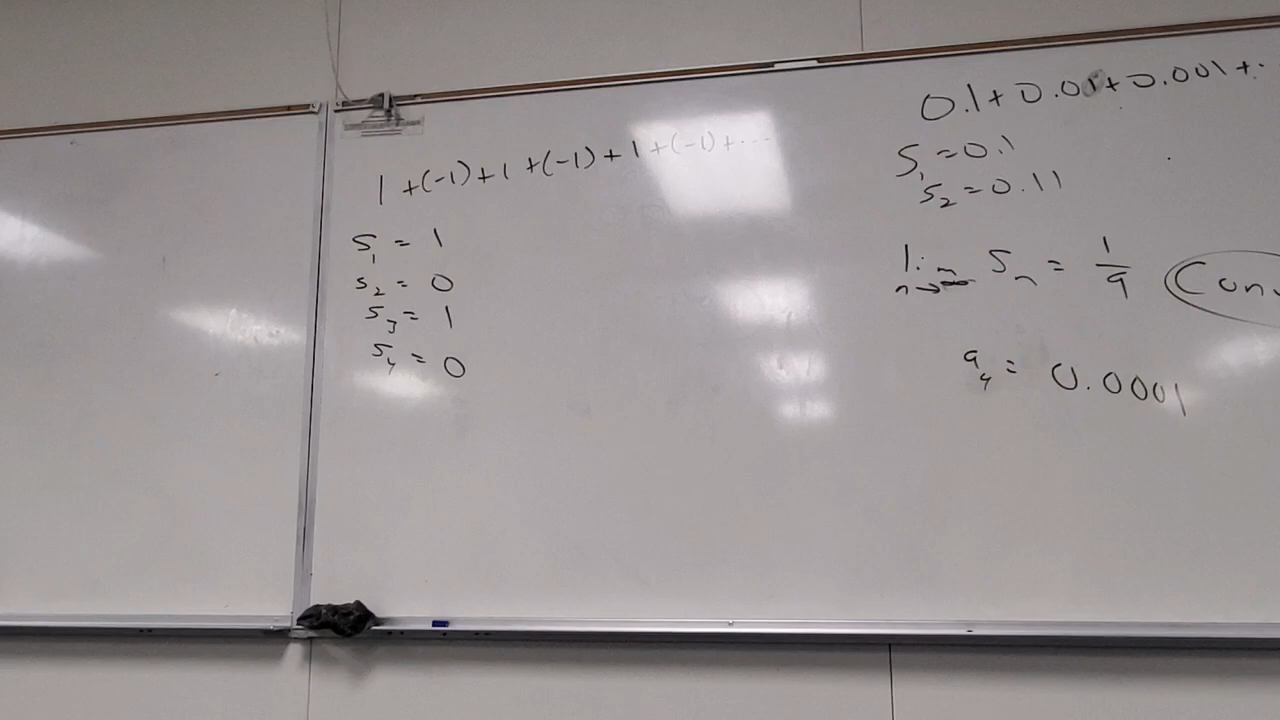 1 + (-1) + 1 + (-1) + 1 + (-1) + ...
S₁ = 1
S₂ = 0
S₃ = 1
S₄ = 0
0.1 + 0.01 + 0.001 + ..
S₁ = 0.1
S₂ = 0.11
lim n→∞ Sₙ = 1/9
a₄ = 0.0001